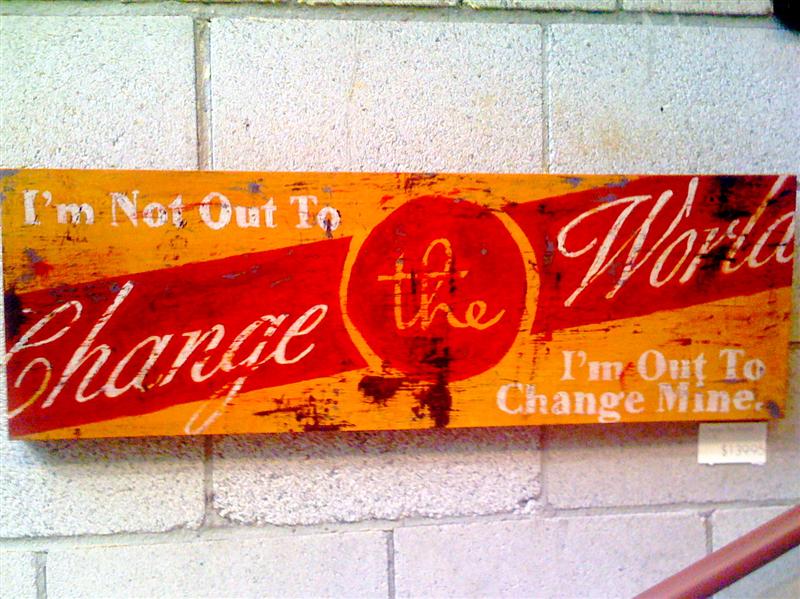 I'm Not Out To
Change the World
I'm Out To
Change Mine.